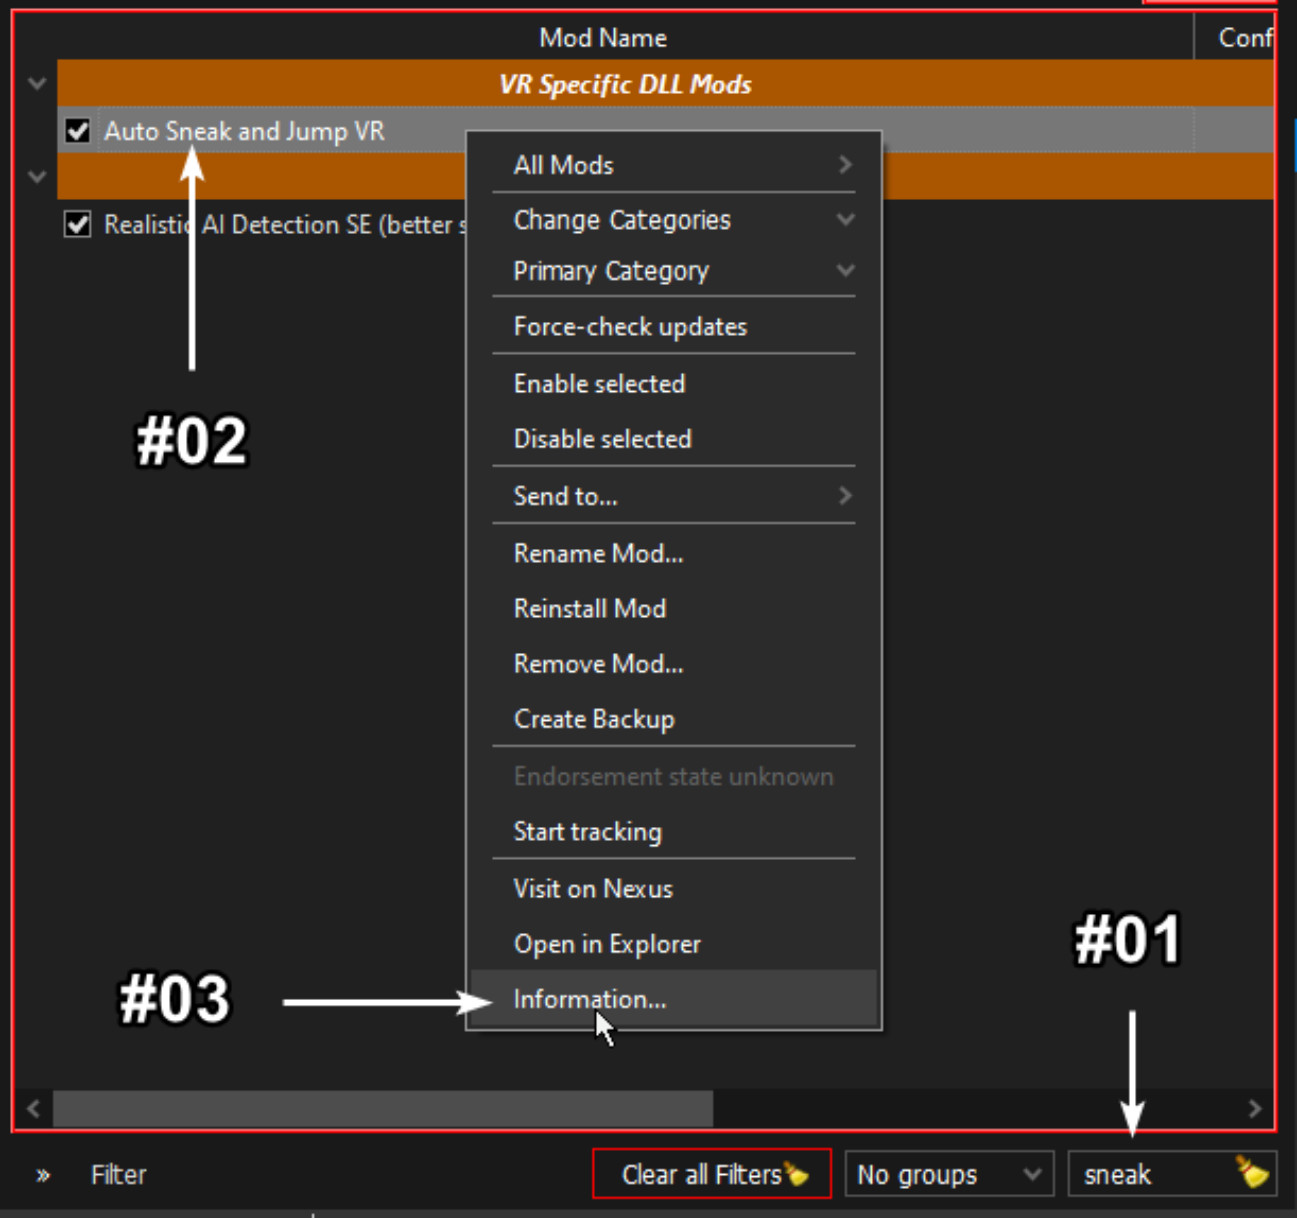 Mod Name
Conf
VR Specific DLL Mods
Auto Sneak and Jump VR
Realistic AI Detection SE (better s
All Mods
Change Categories
Primary Category
Force-check updates
Enable selected
Disable selected
Send to...
Rename Mod...
Reinstall Mod
Remove Mod...
Create Backup
Endorsement state unknown
Start tracking
Visit on Nexus
Open in Explorer
Information...
#02
#03
#01
» Filter
Clear all Filters
No groups
sneak